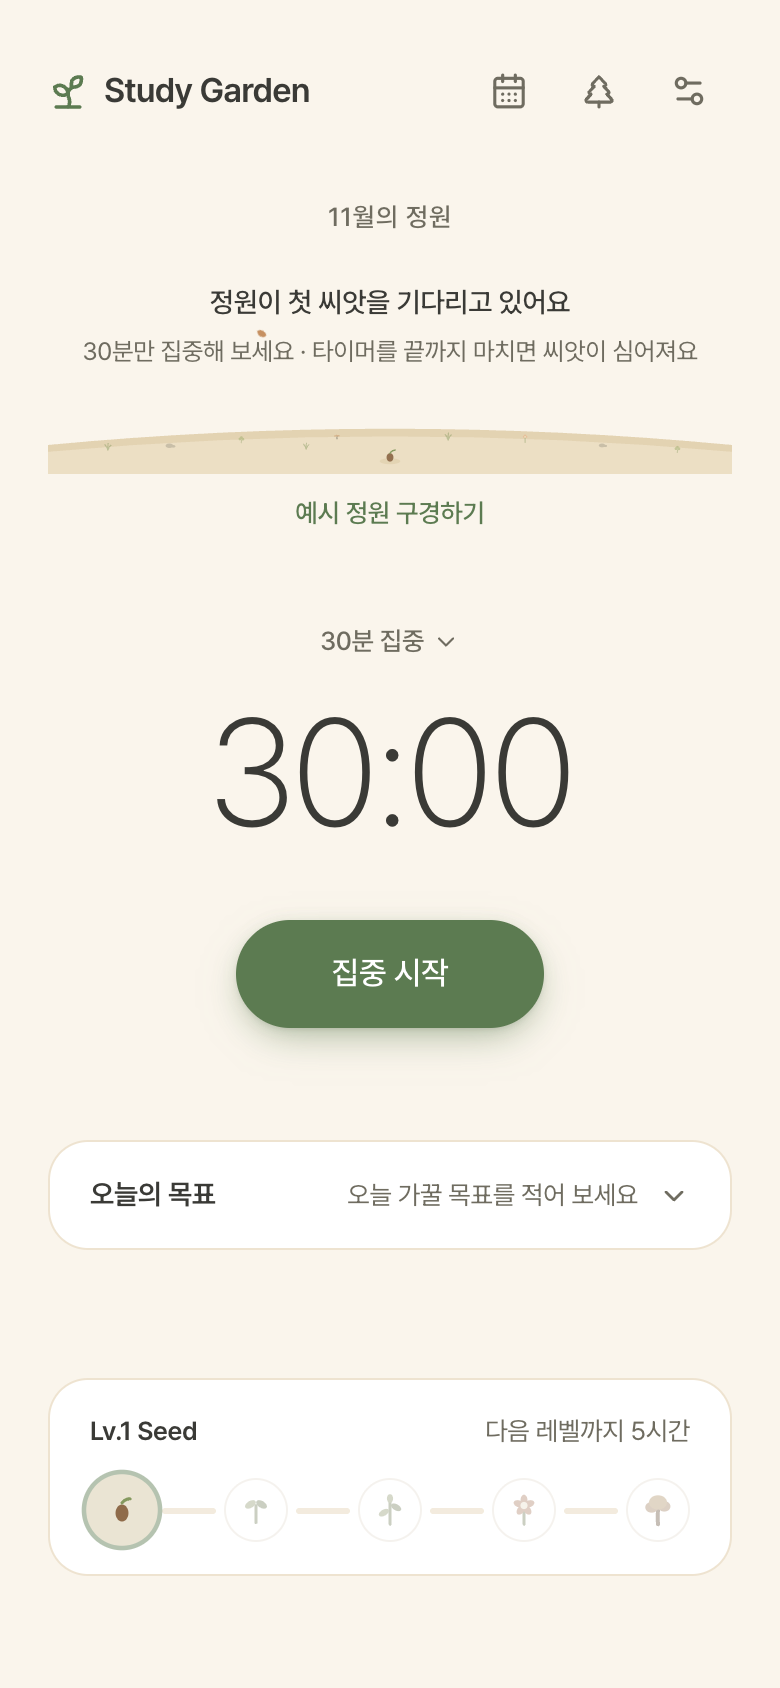 Study Garden
11월의 정원
정원이 첫 씨앗을 기다리고 있어요
30분만 집중해 보세요 · 타이머를 끝까지 마치면 씨앗이 심어져요
예시 정원 구경하기
30분 집중
30:00
집중 시작
오늘의 목표
오늘 가꿀 목표를 적어 보세요
Lv.1 Seed
다음 레벨까지 5시간